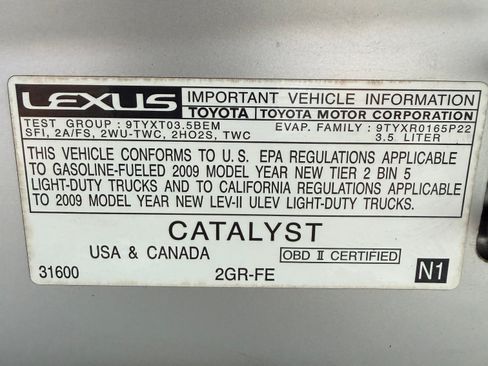 LEXUS IMPORTANT VEHICLE INFORMATION
TOYOTA TOYOTA MOTOR CORPORATION
TEST GROUP : 9TYXT03.5BEM EVAP. FAMILY : 9TYXR0165P22
SFI, 2A/FS, 2WU-TWC, 2HO2S, TWC 3.5 LITER
THIS VEHICLE CONFORMS TO U.S. EPA REGULATIONS APPLICABLE
TO GASOLINE-FUELED 2009 MODEL YEAR NEW TIER 2 BIN 5
LIGHT-DUTY TRUCKS AND TO CALIFORNIA REGULATIONS APPLICABLE
TO 2009 MODEL YEAR NEW LEV-II ULEV LIGHT-DUTY TRUCKS.
CATALYST
USA & CANADA OBD II CERTIFIED
31600 2GR-FE N1